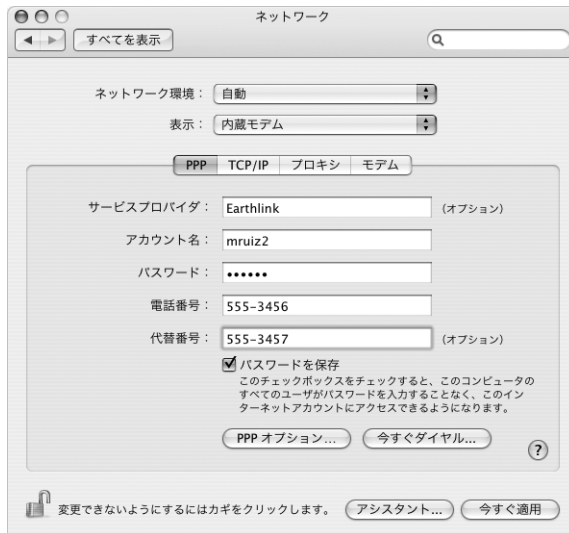 ネットワーク
すべてを表示
ネットワーク環境： 自動
表示： 内蔵モデム
PPP TCP/IP プロキシ モデム
サービスプロバイダ： Earthlink （オプション）
アカウント名： mruiz2
パスワード： ••••••
電話番号： 555-3456
代替番号： 555-3457 （オプション）
パスワードを保存
このチェックボックスをチェックすると、このコンピュータの
すべてのユーザがパスワードを入力することなく、このイン
ターネットアカウントにアクセスできるようになります。
PPP オプション... 今すぐダイヤル...
?
変更できないようにするにはカギをクリックします。 アシスタント... 今すぐ適用